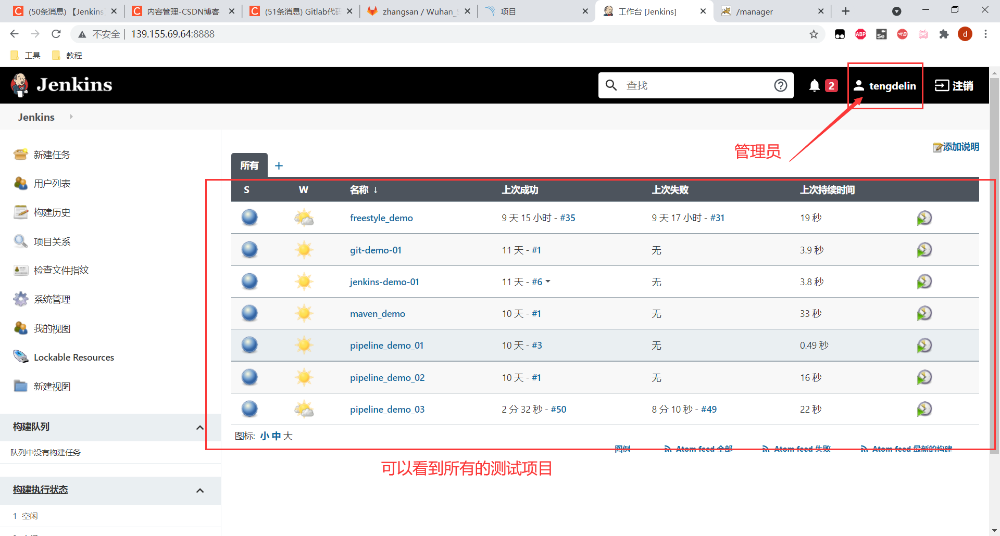 (50条消息)【Jenkins
内容管理-CSDN博客
(51条消息) Gitlab代码
zhangsan / Wuhan_
项目
工作台 [Jenkins]
/manager
不安全 139.155.69.64:8888
ABP
Se
d
工具 教程
Jenkins
查找
2
tengdelin
注销
Jenkins
管理员
添加说明
新建任务
用户列表
构建历史
项目关系
检查文件指纹
系统管理
我的视图
Lockable Resources
新建视图
构建队列
队列中没有构建任务
构建执行状态
1 空闲
所有 +
S W 名称 ↓ 上次成功 上次失败 上次持续时间
freestyle_demo 9 天 15 小时 - #35 9 天 17 小时 - #31 19 秒
git-demo-01 11 天 - #1 无 3.9 秒
jenkins-demo-01 11 天 - #6 无 3.8 秒
maven_demo 10 天 - #1 无 33 秒
pipeline_demo_01 10 天 - #3 无 0.49 秒
pipeline_demo_02 10 天 - #1 无 16 秒
pipeline_demo_03 2 分 32 秒 - #50 8 分 10 秒 - #49 22 秒
图标: 小 中 大
图例 Atom feed 全部 Atom feed 失败 Atom feed 最新的构建
可以看到所有的测试项目